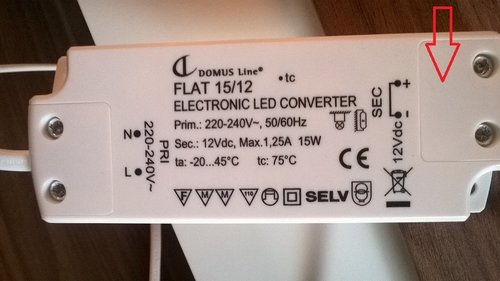 DOMUS Line®
• tc
FLAT 15/12
ELECTRONIC LED CONVERTER
Prim.: 220-240V~, 50/60Hz
Sec.: 12Vdc, Max.1,25A 15W
ta: -20...45°C tc: 75°C
N
L
PRI
220-240V~
SEC
+
-
12Vdc
CE
F
M
M
110
SELV